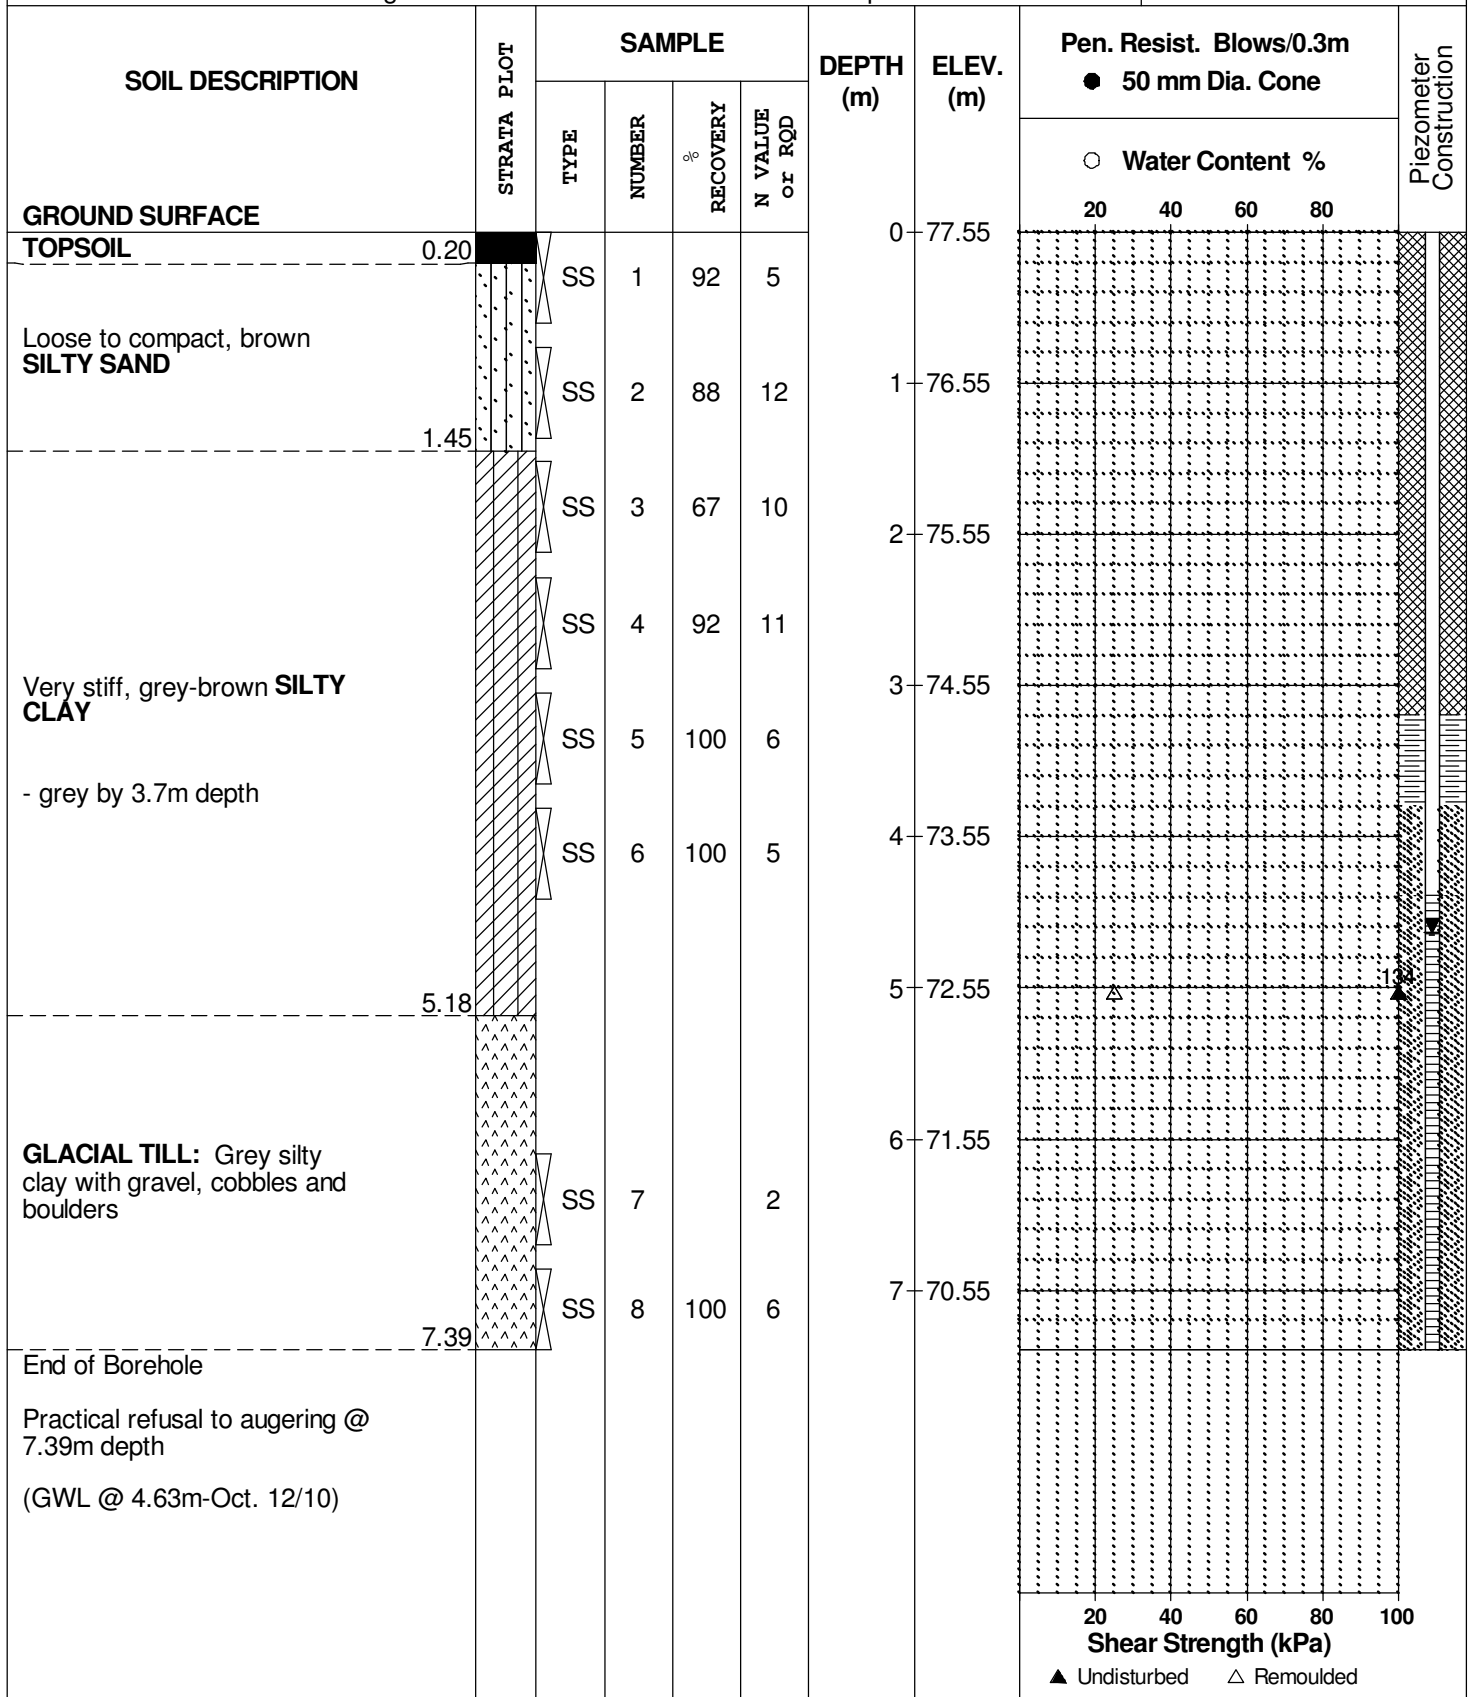 SOIL DESCRIPTION
STRATA PLOT
SAMPLE
TYPE
NUMBER
% RECOVERY
N VALUE or RQD
DEPTH (m)
ELEV. (m)
Pen. Resist. Blows/0.3m
● 50 mm Dia. Cone
○ Water Content %
20 40 60 80
Piezometer Construction
GROUND SURFACE
0 77.55
TOPSOIL 0.20
SS 1 92 5
Loose to compact, brown
SILTY SAND
SS 2 88 12
1 76.55
1.45
SS 3 67 10
2 75.55
SS 4 92 11
Very stiff, grey-brown SILTY
CLAY
3 74.55
SS 5 100 6
- grey by 3.7m depth
4 73.55
SS 6 100 5
134
5 72.55
5.18
6 71.55
GLACIAL TILL: Grey silty
clay with gravel, cobbles and
boulders
SS 7 2
7 70.55
SS 8 100 6
7.39
End of Borehole
Practical refusal to augering @
7.39m depth
(GWL @ 4.63m-Oct. 12/10)
20 40 60 80 100
Shear Strength (kPa)
▲ Undisturbed △ Remoulded